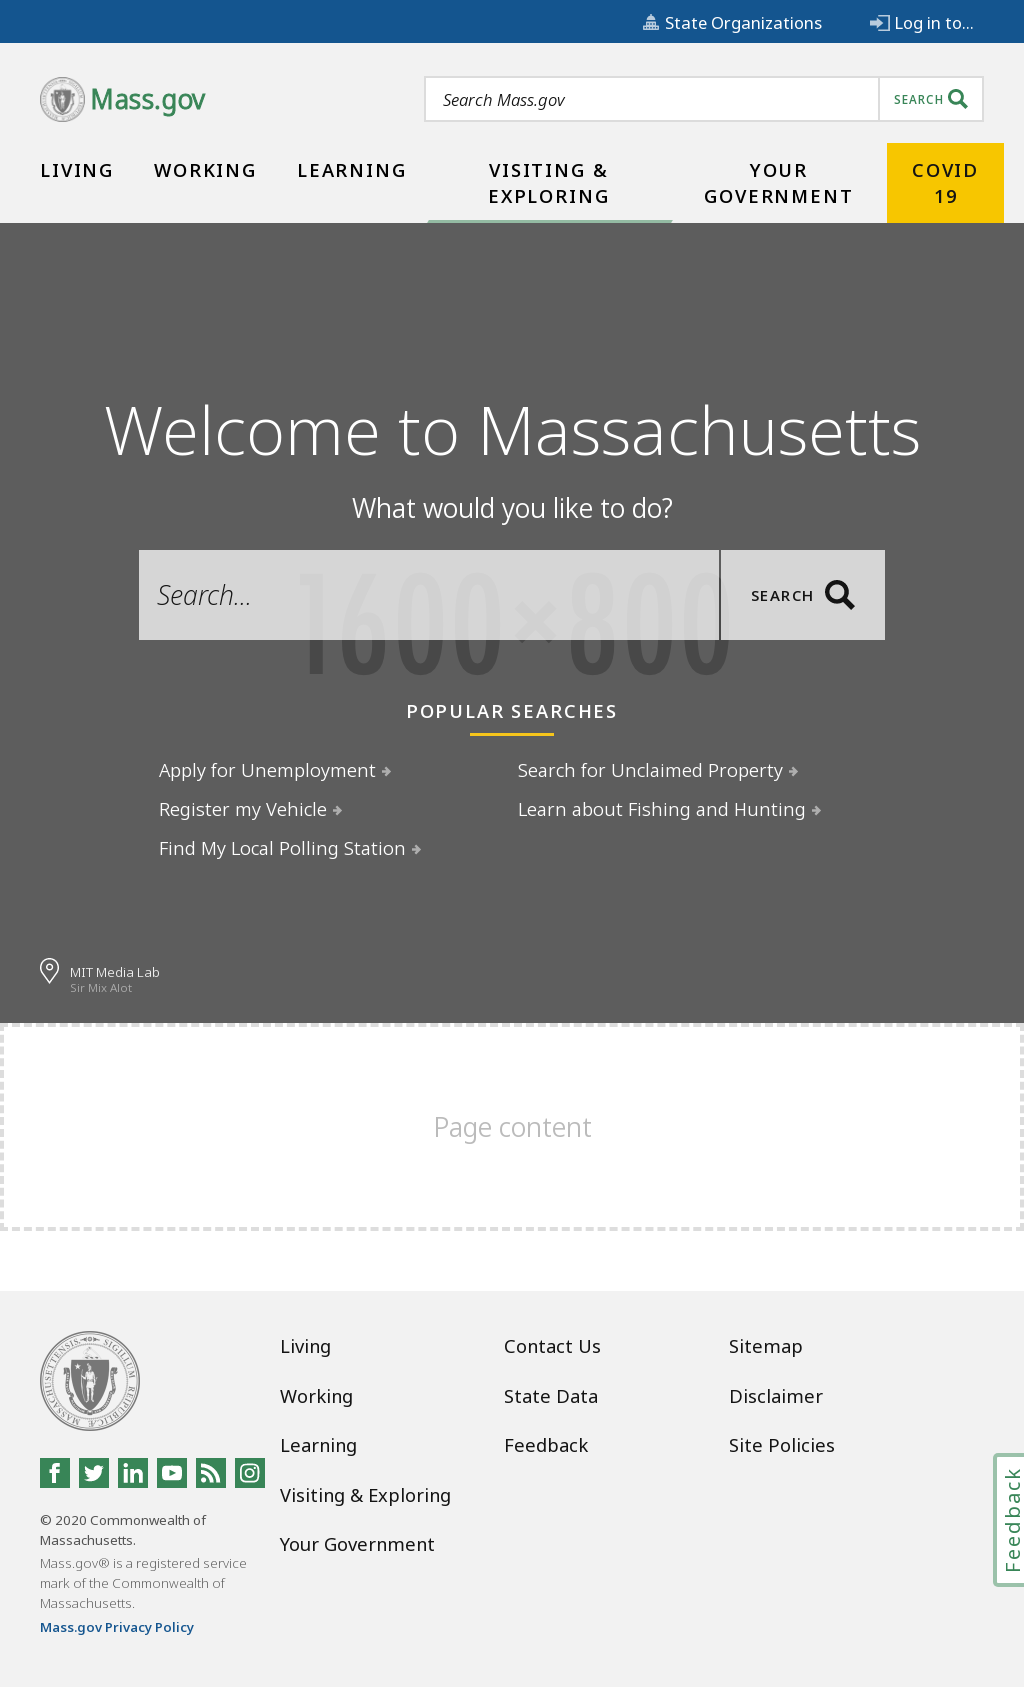 State Organizations
Log in to...
Mass.gov
Search Mass.gov
SEARCH
LIVING
WORKING
LEARNING
VISITING &
EXPLORING
YOUR
GOVERNMENT
COVID
19
Welcome to Massachusetts
What would you like to do?
Search...
SEARCH
1600×800
POPULAR SEARCHES
Apply for Unemployment
Search for Unclaimed Property
Register my Vehicle
Learn about Fishing and Hunting
Find My Local Polling Station
MIT Media Lab
Sir Mix Alot
Page content
Living
Contact Us
Sitemap
Working
State Data
Disclaimer
Learning
Feedback
Site Policies
Visiting & Exploring
Your Government
© 2020 Commonwealth of
Massachusetts.
Mass.gov® is a registered service
mark of the Commonwealth of
Massachusetts.
Mass.gov Privacy Policy
Feedback